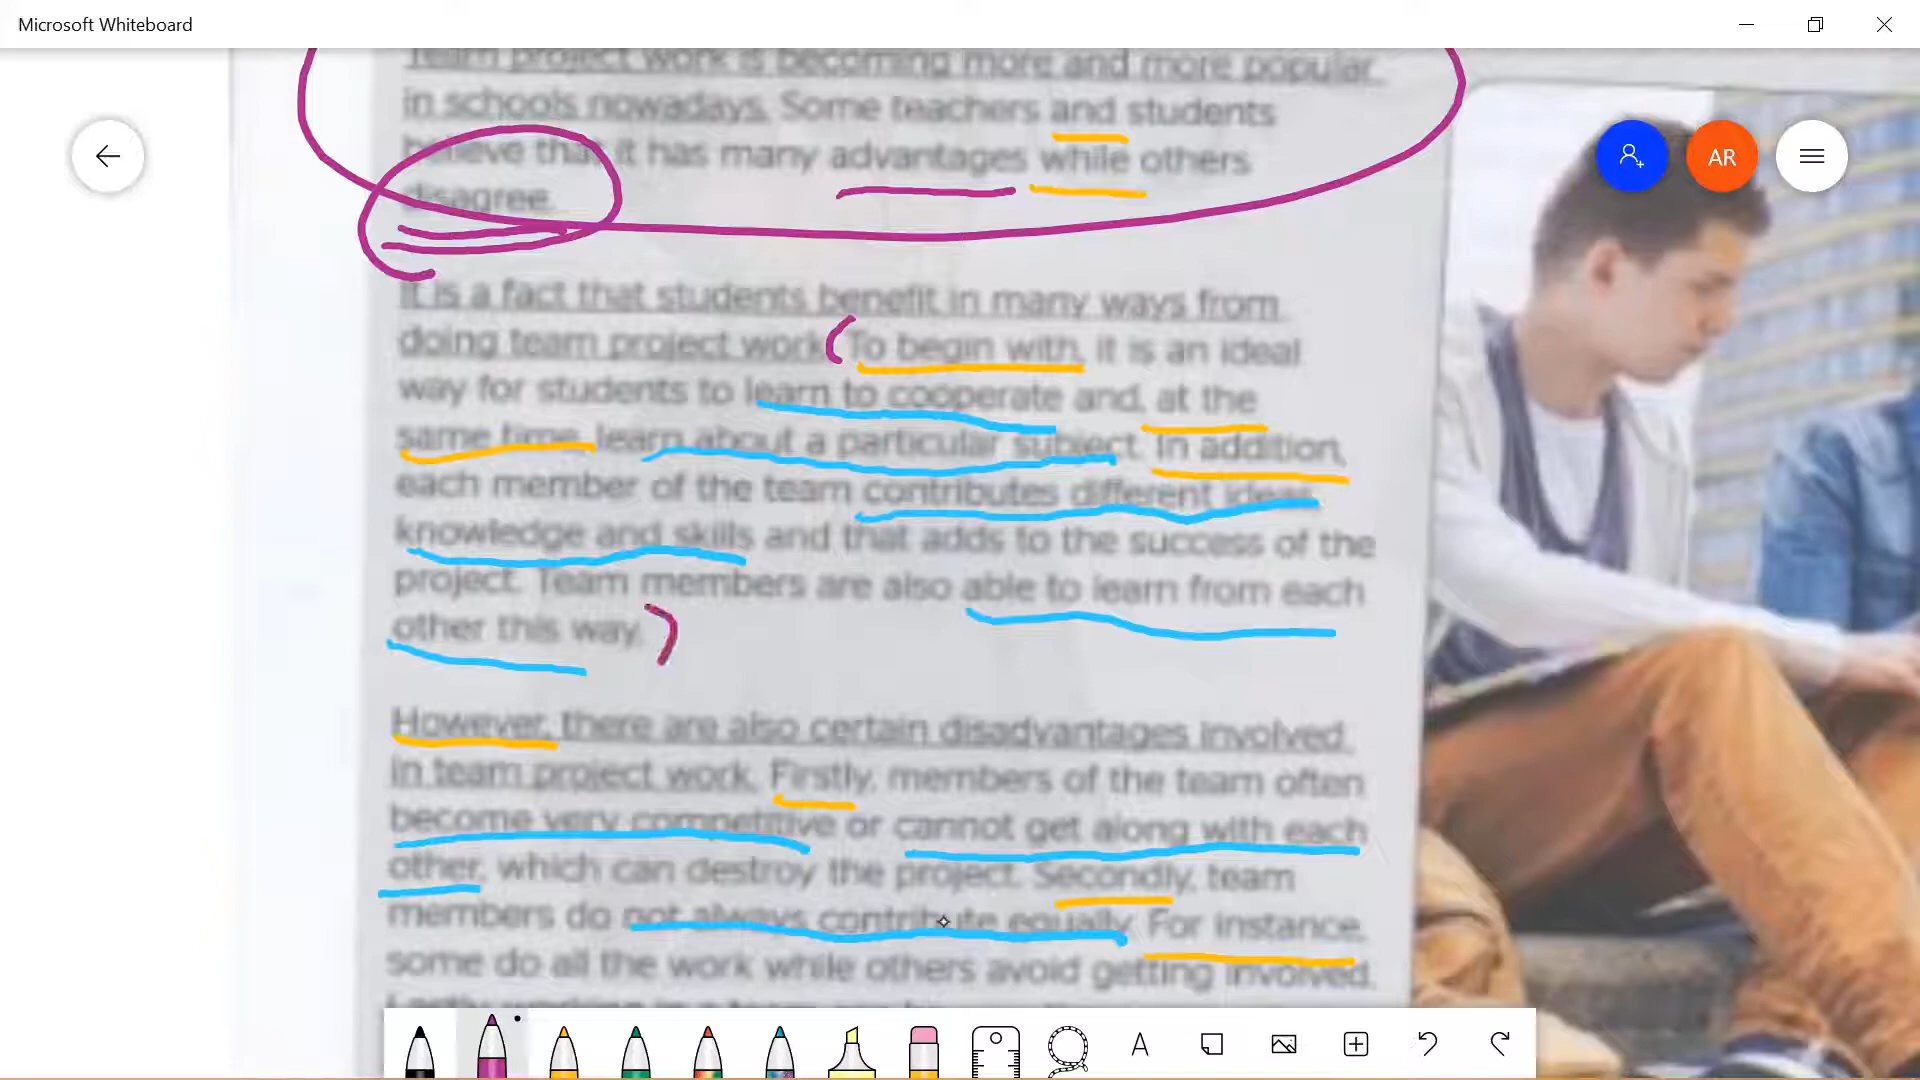 Microsoft Whiteboard
Team project work is becoming more and more popular
in schools nowadays. Some teachers and students
believe that it has many advantages while others
disagree.
AR
It is a fact that students benefit in many ways from
doing team project work. To begin with, it is an ideal
way for students to learn to cooperate and, at the
same time, learn about a particular subject. In addition,
each member of the team contributes different ideas,
knowledge and skills and that adds to the success of the
project. Team members are also able to learn from each
other this way.
However, there are also certain disadvantages involved
in team project work. Firstly, members of the team often
become very competitive or cannot get along with each
other, which can destroy the project. Secondly, team
members do not always contribute equally. For instance,
some do all the work while others avoid getting involved.
Lastly, working in a team can